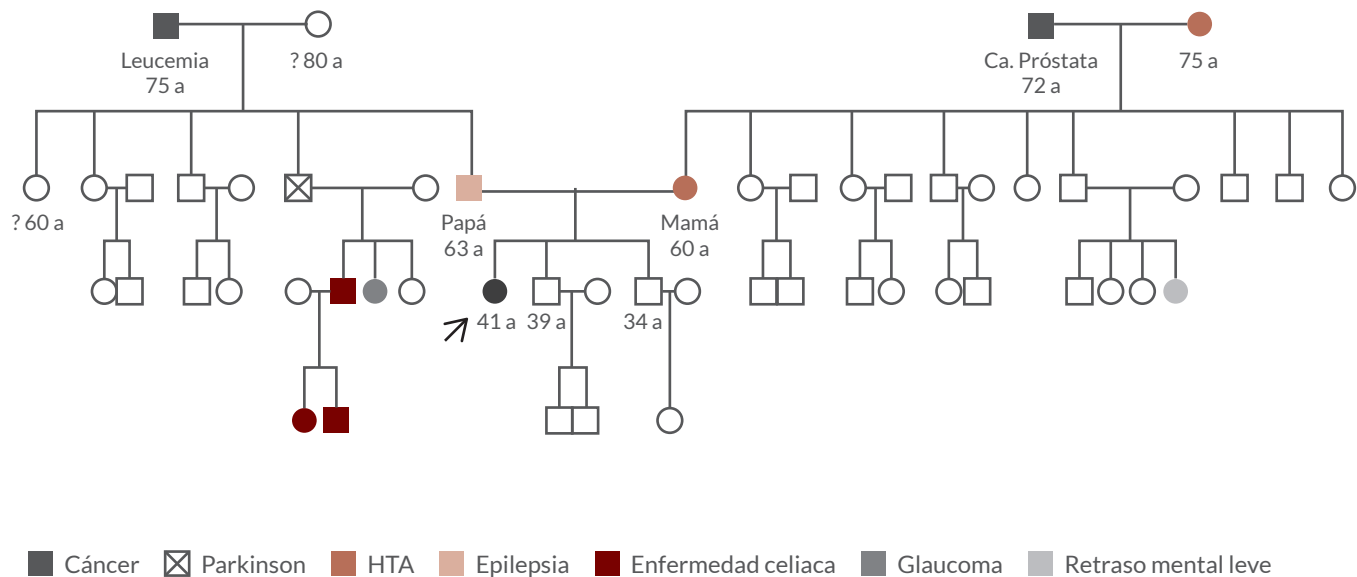 Leucemia
75 a
? 80 a
Ca. Próstata
72 a
75 a
? 60 a
Papá
63 a
Mamá
60 a
41 a
39 a
34 a
Cáncer
Parkinson
HTA
Epilepsia
Enfermedad celiaca
Glaucoma
Retraso mental leve